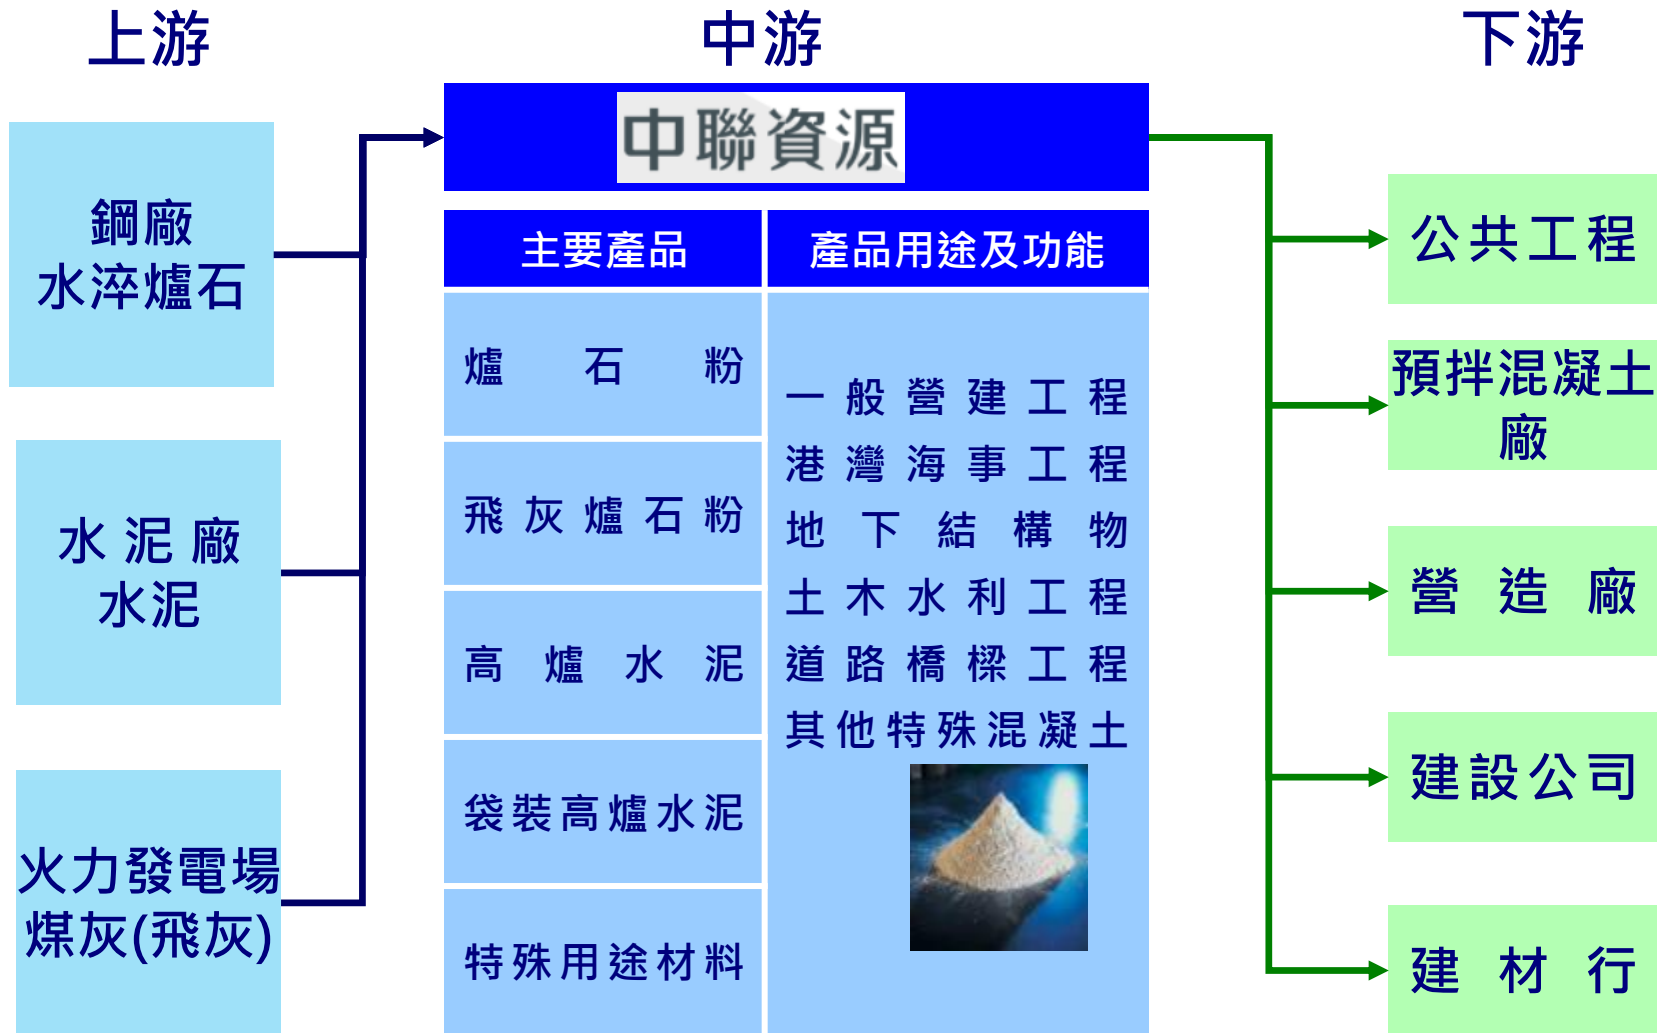 上游
中游
下游
鋼廠
水淬爐石
水泥廠
水泥
火力發電場
煤灰(飛灰)
中聯資源
主要產品
產品用途及功能
爐石粉
飛灰爐石粉
高爐水泥
袋裝高爐水泥
特殊用途材料
一般營建工程
港灣海事工程
地下結構物
土木水利工程
道路橋樑工程
其他特殊混凝土
公共工程
預拌混凝土
廠
營造廠
建設公司
建材行